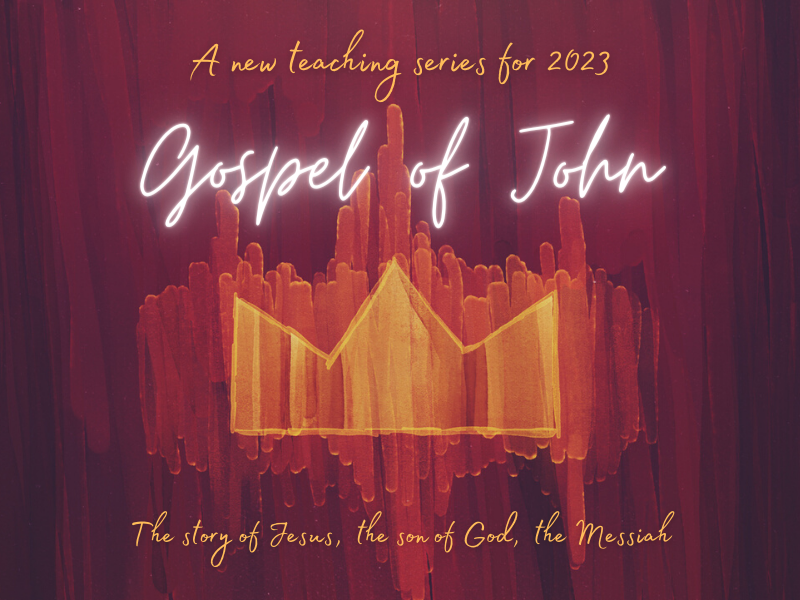 A new teaching series for 2023
Gospel of John
The story of Jesus, the son of God, the Messiah